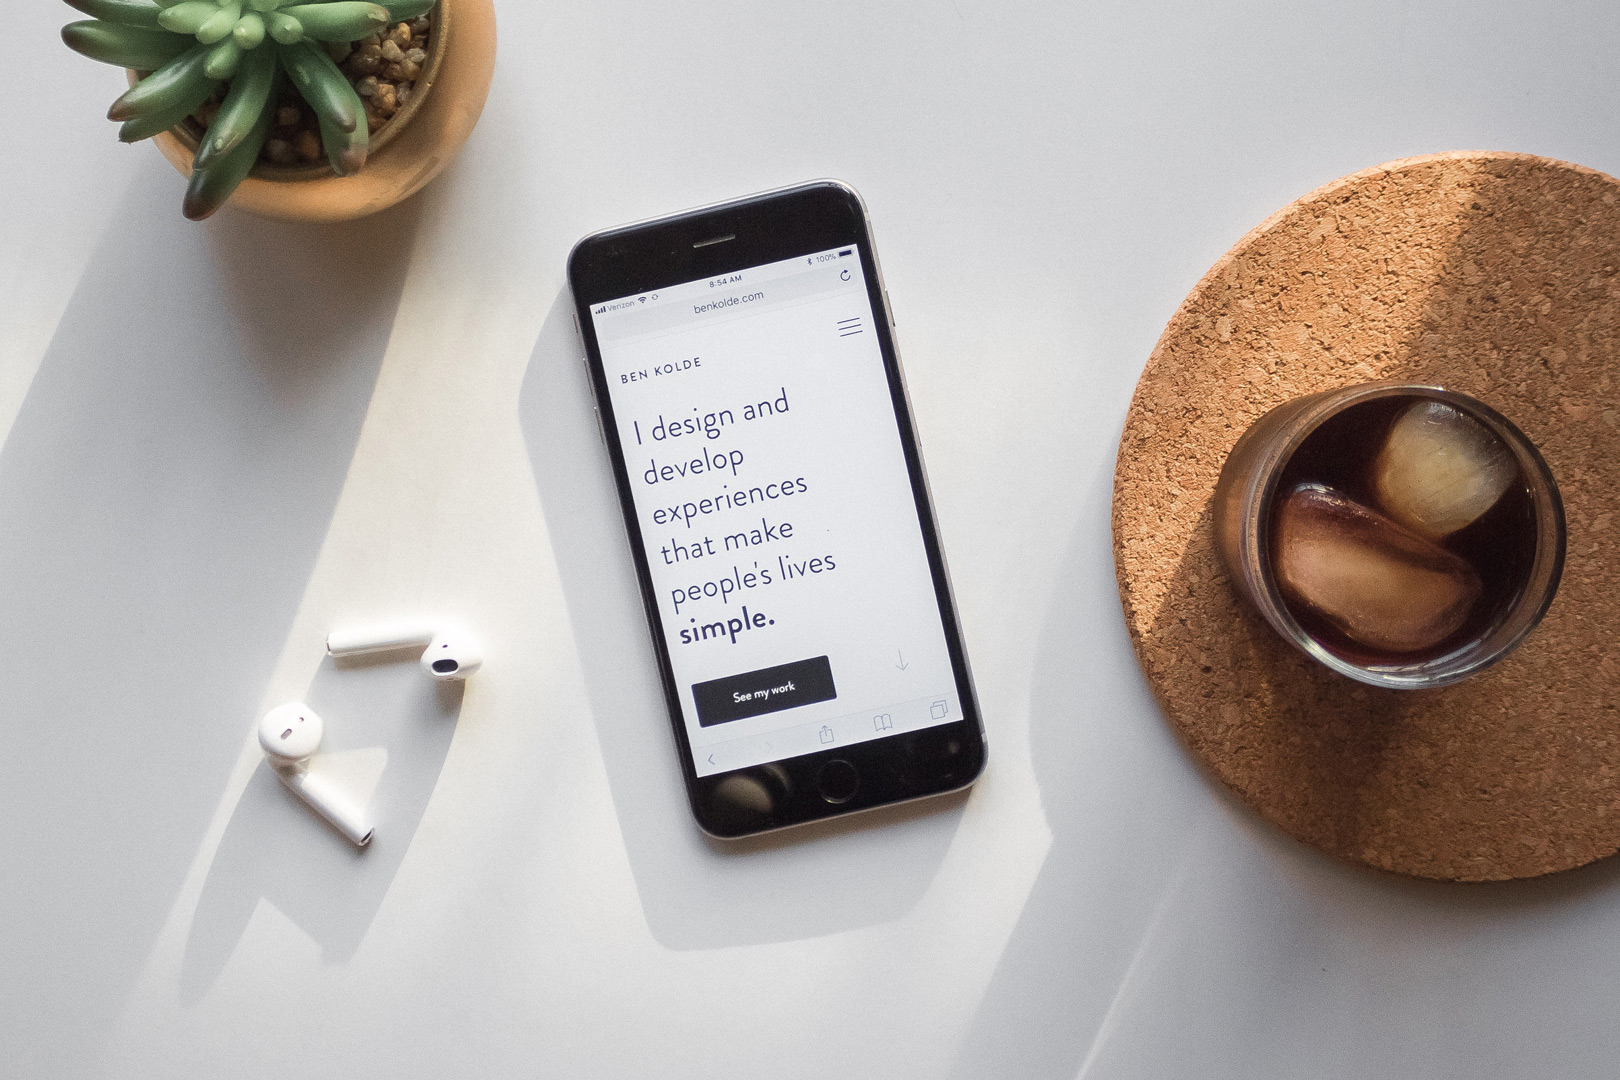 Verizon 8:54 AM 100%
benkolde.com
BEN KOLDE
I design and
develop
experiences
that make
people's lives
simple.
See my work